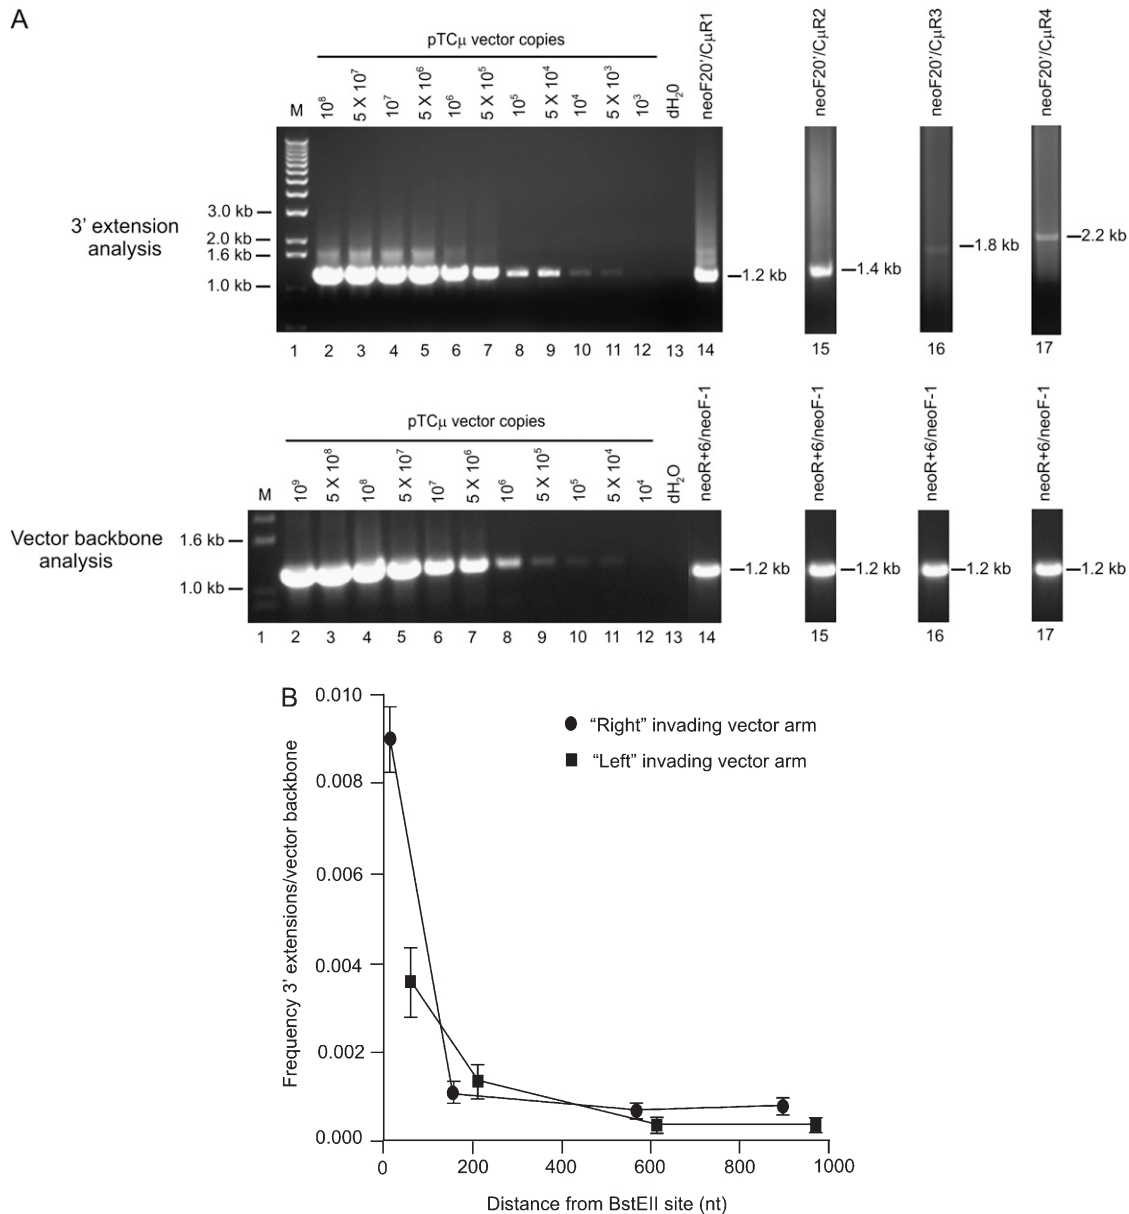 A
pTCµ vector copies
M
10⁸
5 X 10⁷
10⁷
5 X 10⁶
10⁶
5 X 10⁵
10⁵
5 X 10⁴
10⁴
5 X 10³
10³
dH₂0
neoF20'/CµR1
neoF20'/CµR2
neoF20'/CµR3
neoF20'/CµR4
3' extension
analysis
3.0 kb
2.0 kb
1.6 kb
1.0 kb
1.2 kb
1.4 kb
1.8 kb
2.2 kb
1 2 3 4 5 6 7 8 9 10 11 12 13 14 15 16 17
pTCµ vector copies
M
10⁹
5 X 10⁸
10⁸
5 X 10⁷
10⁷
5 X 10⁶
10⁶
5 X 10⁵
10⁵
5 X 10⁴
10⁴
dH₂O
neoR+6/neoF-1
neoR+6/neoF-1
neoR+6/neoF-1
neoR+6/neoF-1
Vector backbone
analysis
1.6 kb
1.0 kb
1.2 kb
1.2 kb
1.2 kb
1.2 kb
1 2 3 4 5 6 7 8 9 10 11 12 13 14 15 16 17
B
"Right" invading vector arm
"Left" invading vector arm
Frequency 3' extensions/vector backbone
0.010
0.008
0.006
0.004
0.002
0.000
0 200 400 600 800 1000
Distance from BstEII site (nt)